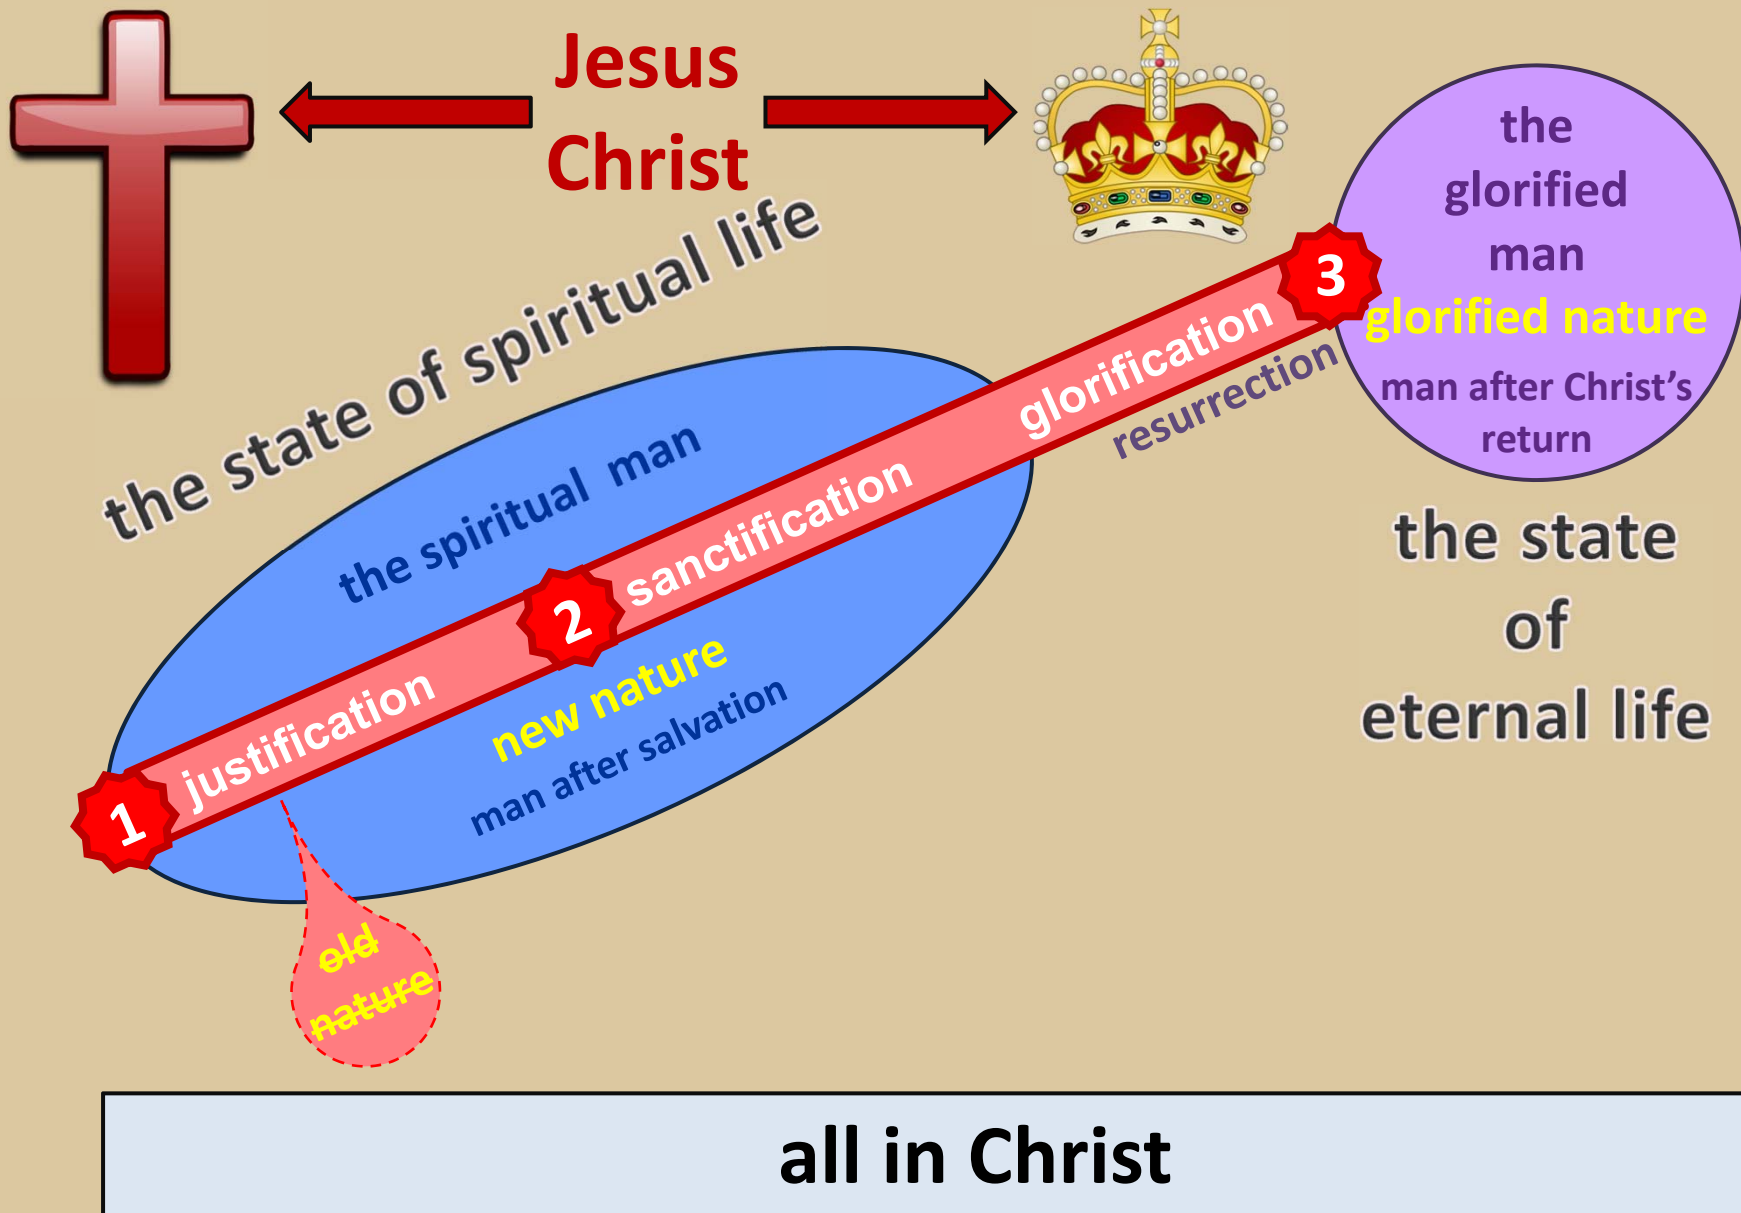 Jesus
Christ
the state of spiritual life
the spiritual man
1
justification
2
sanctification
glorification
3
resurrection
new nature
man after salvation
old
nature
the
glorified
man
glorified nature
man after Christ's
return
the state
of
eternal life
all in Christ